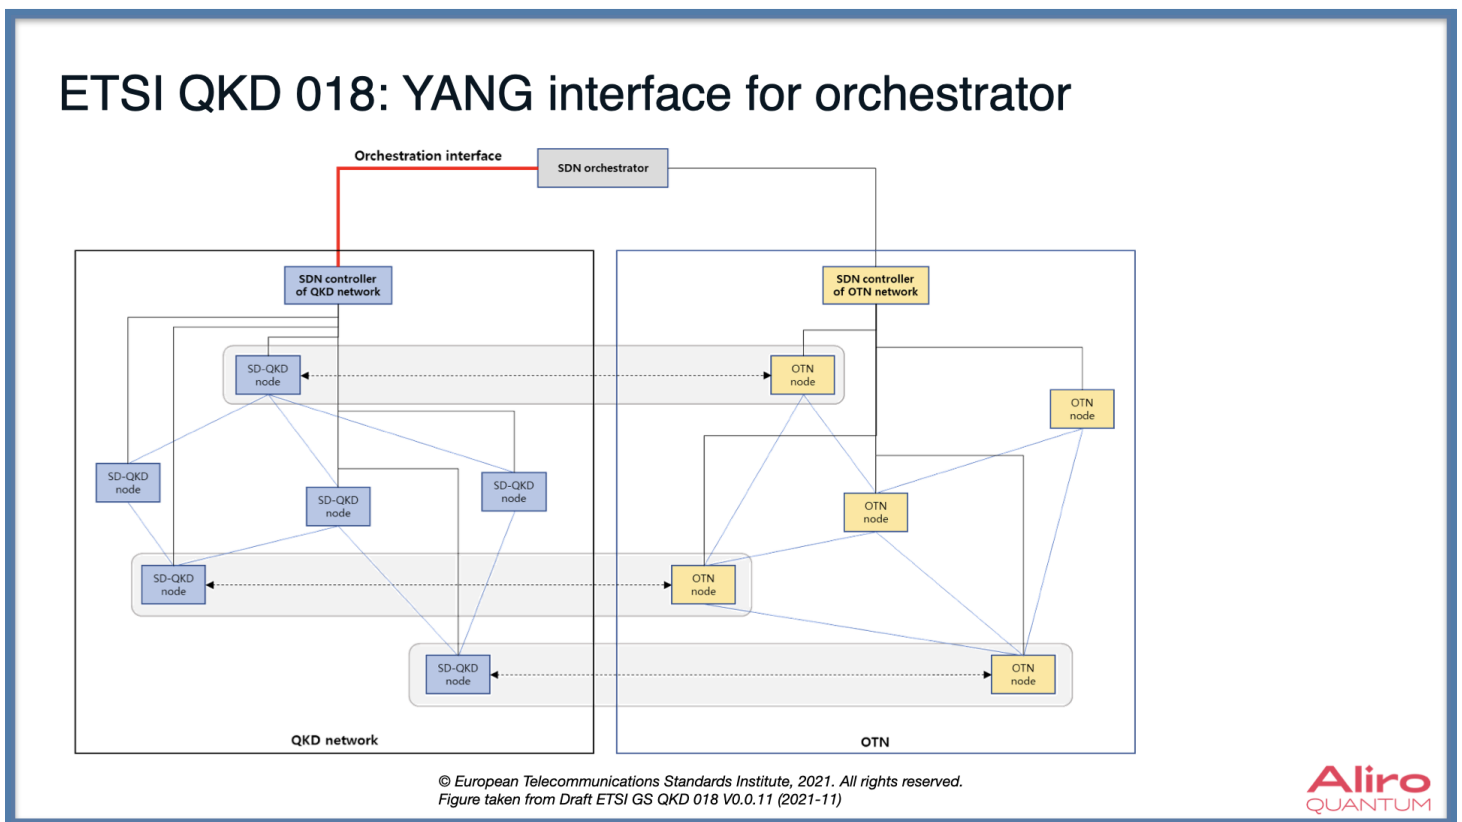 ETSI QKD 018: YANG interface for orchestrator
Orchestration interface
SDN orchestrator
SDN controller
of QKD network
SDN controller
of OTN network
SD-QKD
node
OTN
node
OTN
node
SD-QKD
node
SD-QKD
node
SD-QKD
node
OTN
node
SD-QKD
node
OTN
node
SD-QKD
node
OTN
node
QKD network
OTN
© European Telecommunications Standards Institute, 2021. All rights reserved.
Figure taken from Draft ETSI GS QKD 018 V0.0.11 (2021-11)
Aliro
QUANTUM